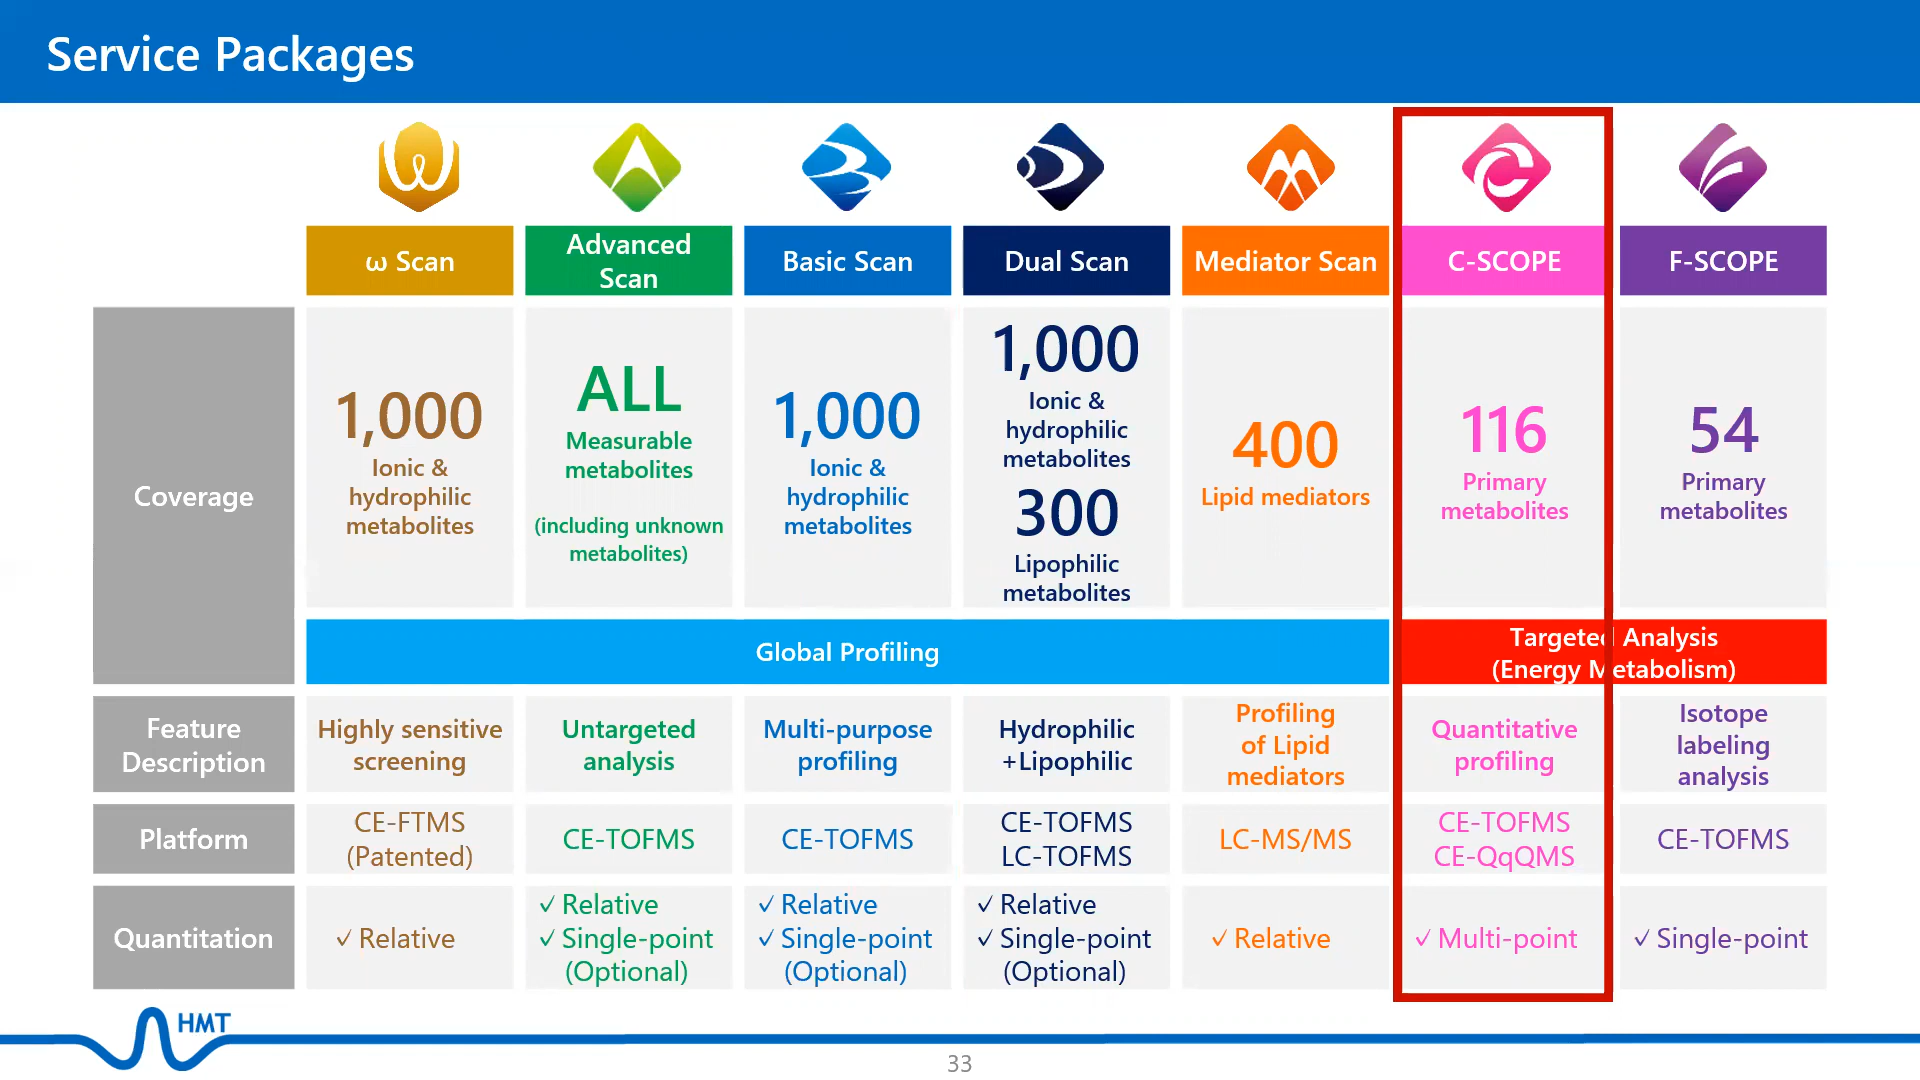 Service Packages
ω Scan
Advanced
Scan
Basic Scan
Dual Scan
Mediator Scan
C-SCOPE
F-SCOPE
Coverage
1,000
Ionic &
hydrophilic
metabolites
ALL
Measurable
metabolites
(including unknown
metabolites)
1,000
Ionic &
hydrophilic
metabolites
1,000
Ionic &
hydrophilic
metabolites
300
Lipophilic
metabolites
400
Lipid mediators
116
Primary
metabolites
54
Primary
metabolites
Global Profiling
Targeted Analysis
(Energy Metabolism)
Feature
Description
Highly sensitive
screening
Untargeted
analysis
Multi-purpose
profiling
Hydrophilic
+Lipophilic
Profiling
of Lipid
mediators
Quantitative
profiling
Isotope
labeling
analysis
Platform
CE-FTMS
(Patented)
CE-TOFMS
CE-TOFMS
CE-TOFMS
LC-TOFMS
LC-MS/MS
CE-TOFMS
CE-QqQMS
CE-TOFMS
Quantitation
✓ Relative
✓ Relative
✓ Single-point
(Optional)
✓ Relative
✓ Single-point
(Optional)
✓ Relative
✓ Single-point
(Optional)
✓ Relative
✓ Multi-point
✓ Single-point
HMT
33